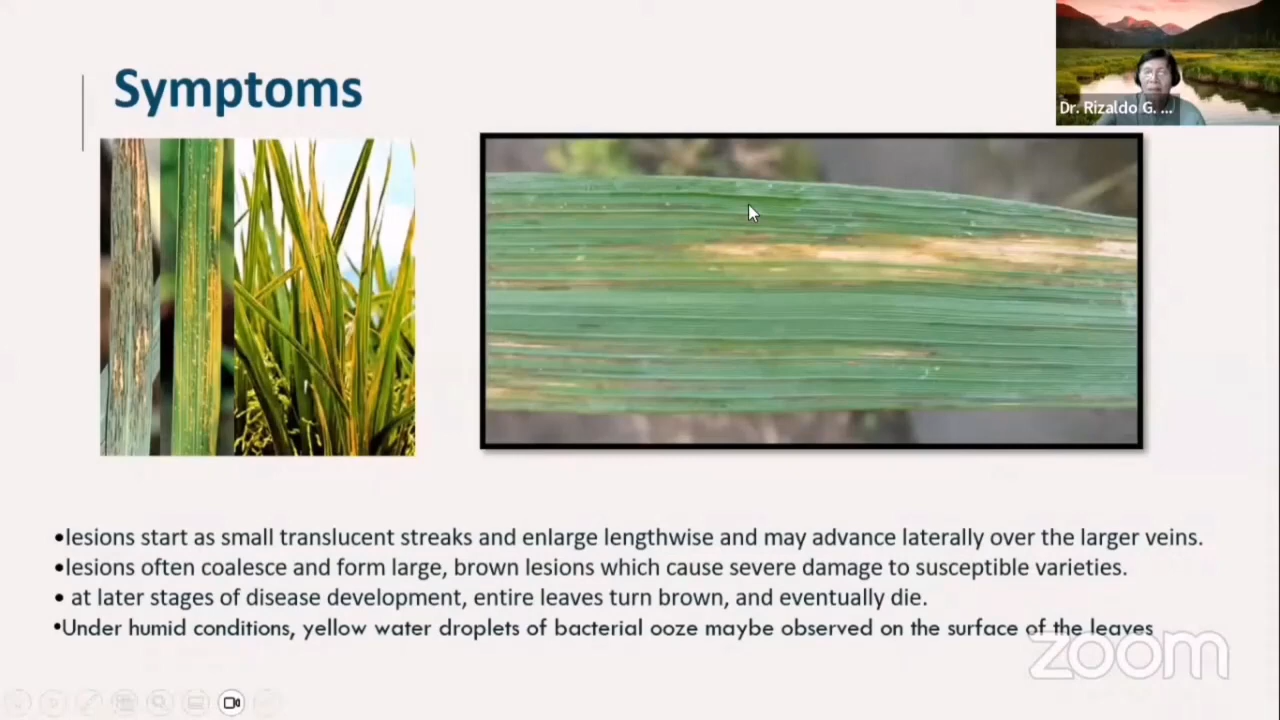 Symptoms
Dr. Rizaldo G. ...
•lesions start as small translucent streaks and enlarge lengthwise and may advance laterally over the larger veins.
•lesions often coalesce and form large, brown lesions which cause severe damage to susceptible varieties.
• at later stages of disease development, entire leaves turn brown, and eventually die.
•Under humid conditions, yellow water droplets of bacterial ooze maybe observed on the surface of the leaves
zoom